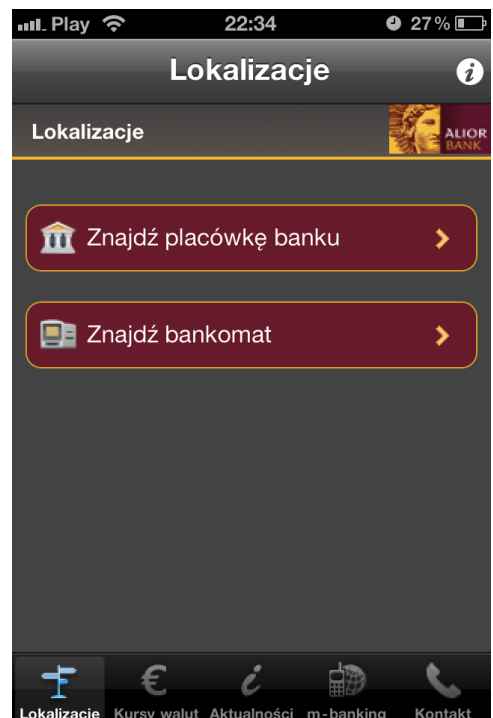 Play 22:34 27%
Lokalizacje
Lokalizacje
ALIOR
BANK
Znajdź placówkę banku
Znajdź bankomat
Lokalizacje Kursy walut Aktualności m-banking Kontakt